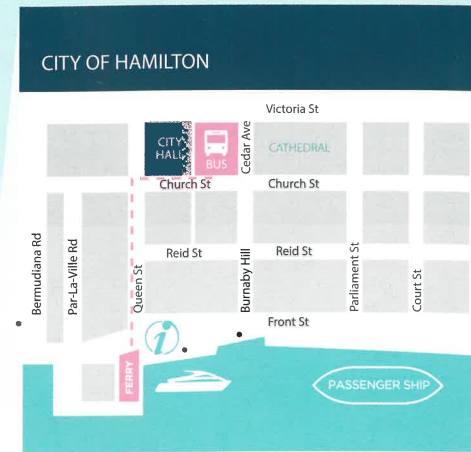 CITY OF HAMILTON
Victoria St
CITY
HALL
BUS
Cedar Ave
CATHEDRAL
Church St
Church St
Bermudiana Rd
Par-La-Ville Rd
Queen St
Reid St
Burnaby Hill
Reid St
Parliament St
Court St
Front St
i
FERRY
PASSENGER SHIP